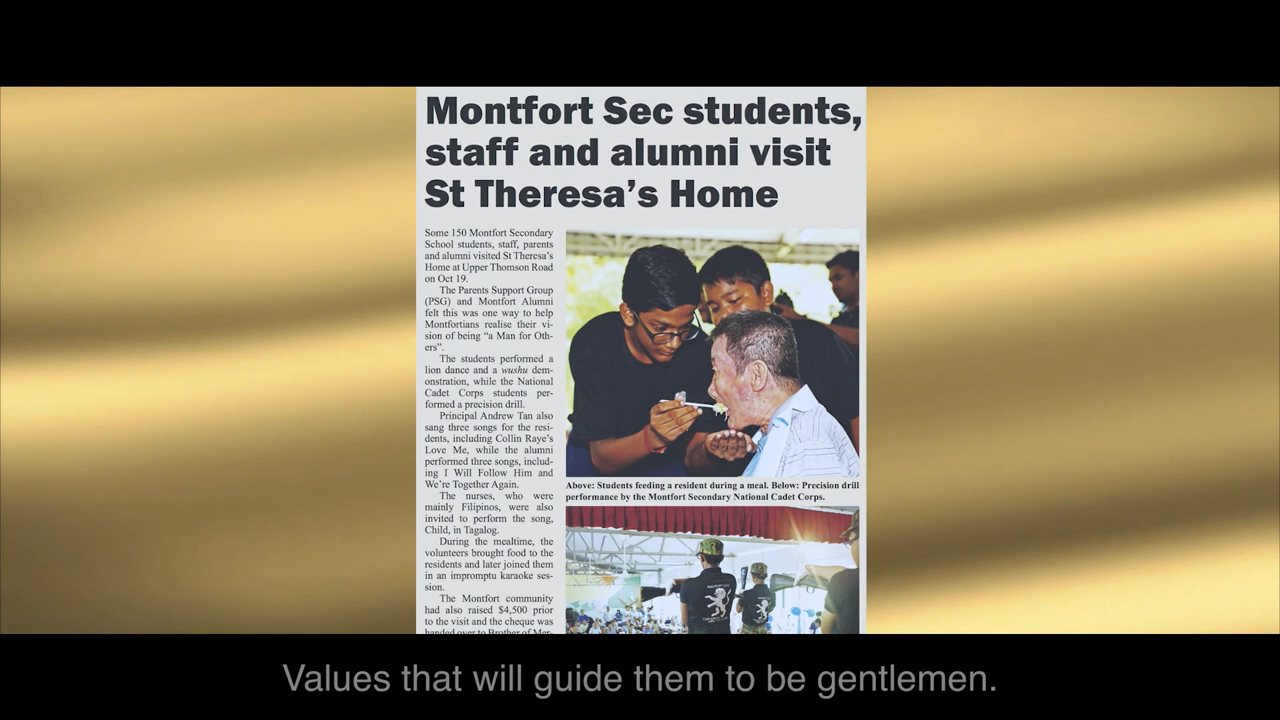 Montfort Sec students,
staff and alumni visit
St Theresa's Home
Some 150 Montfort Secondary
School students, staff, parents
and alumni visited St Theresa's
Home at Upper Thomson Road
on Oct 19.
The Parents Support Group
(PSG) and Montfort Alumni
felt this was one way to help
Montfortians realise their vi-
sion of being “a Man for Oth-
ers”.
The students performed a
lion dance and a wushu dem-
onstration, while the National
Cadet Corps students per-
formed a precision drill.
Principal Andrew Tan also
sang three songs for the resi-
dents, including Collin Raye's
Love Me, while the alumni
performed three songs, includ-
ing I Will Follow Him and
We're Together Again.
The nurses, who were
mainly Filipinos, were also
invited to perform the song,
Child, in Tagalog.
During the mealtime, the
volunteers brought food to the
residents and later joined them
in an impromptu karaoke ses-
sion.
The Montfort community
had also raised $4,500 prior
to the visit and the cheque was
handed over to Brother of Mer-
Above: Students feeding a resident during a meal. Below: Precision drill
performance by the Montfort Secondary National Cadet Corps.
Values that will guide them to be gentlemen.